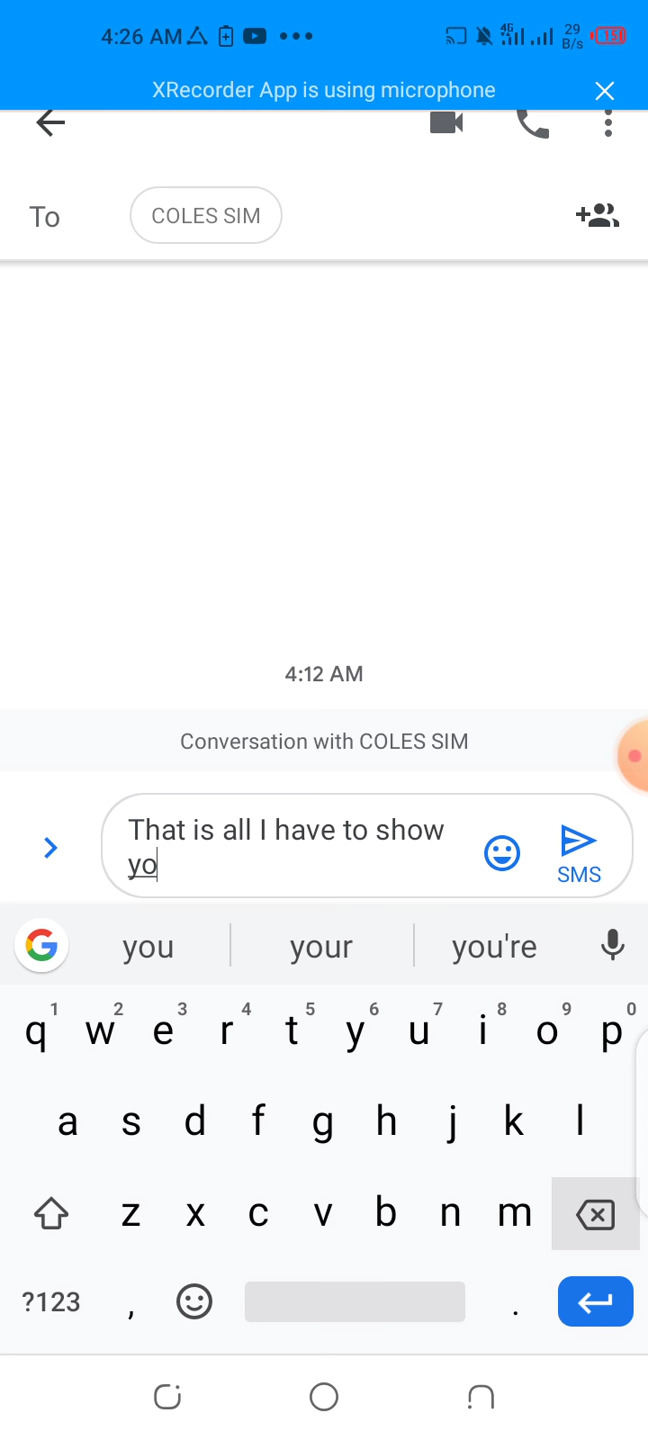 4:26 AM 4G 29 B/s 15
XRecorder App is using microphone
To COLES SIM
4:12 AM
Conversation with COLES SIM
That is all I have to show
yo
SMS
G you your you're
1 2 3 4 5 6 7 8 9 0
q w e r t y u i o p
a s d f g h j k l
z x c v b n m
?123 , .